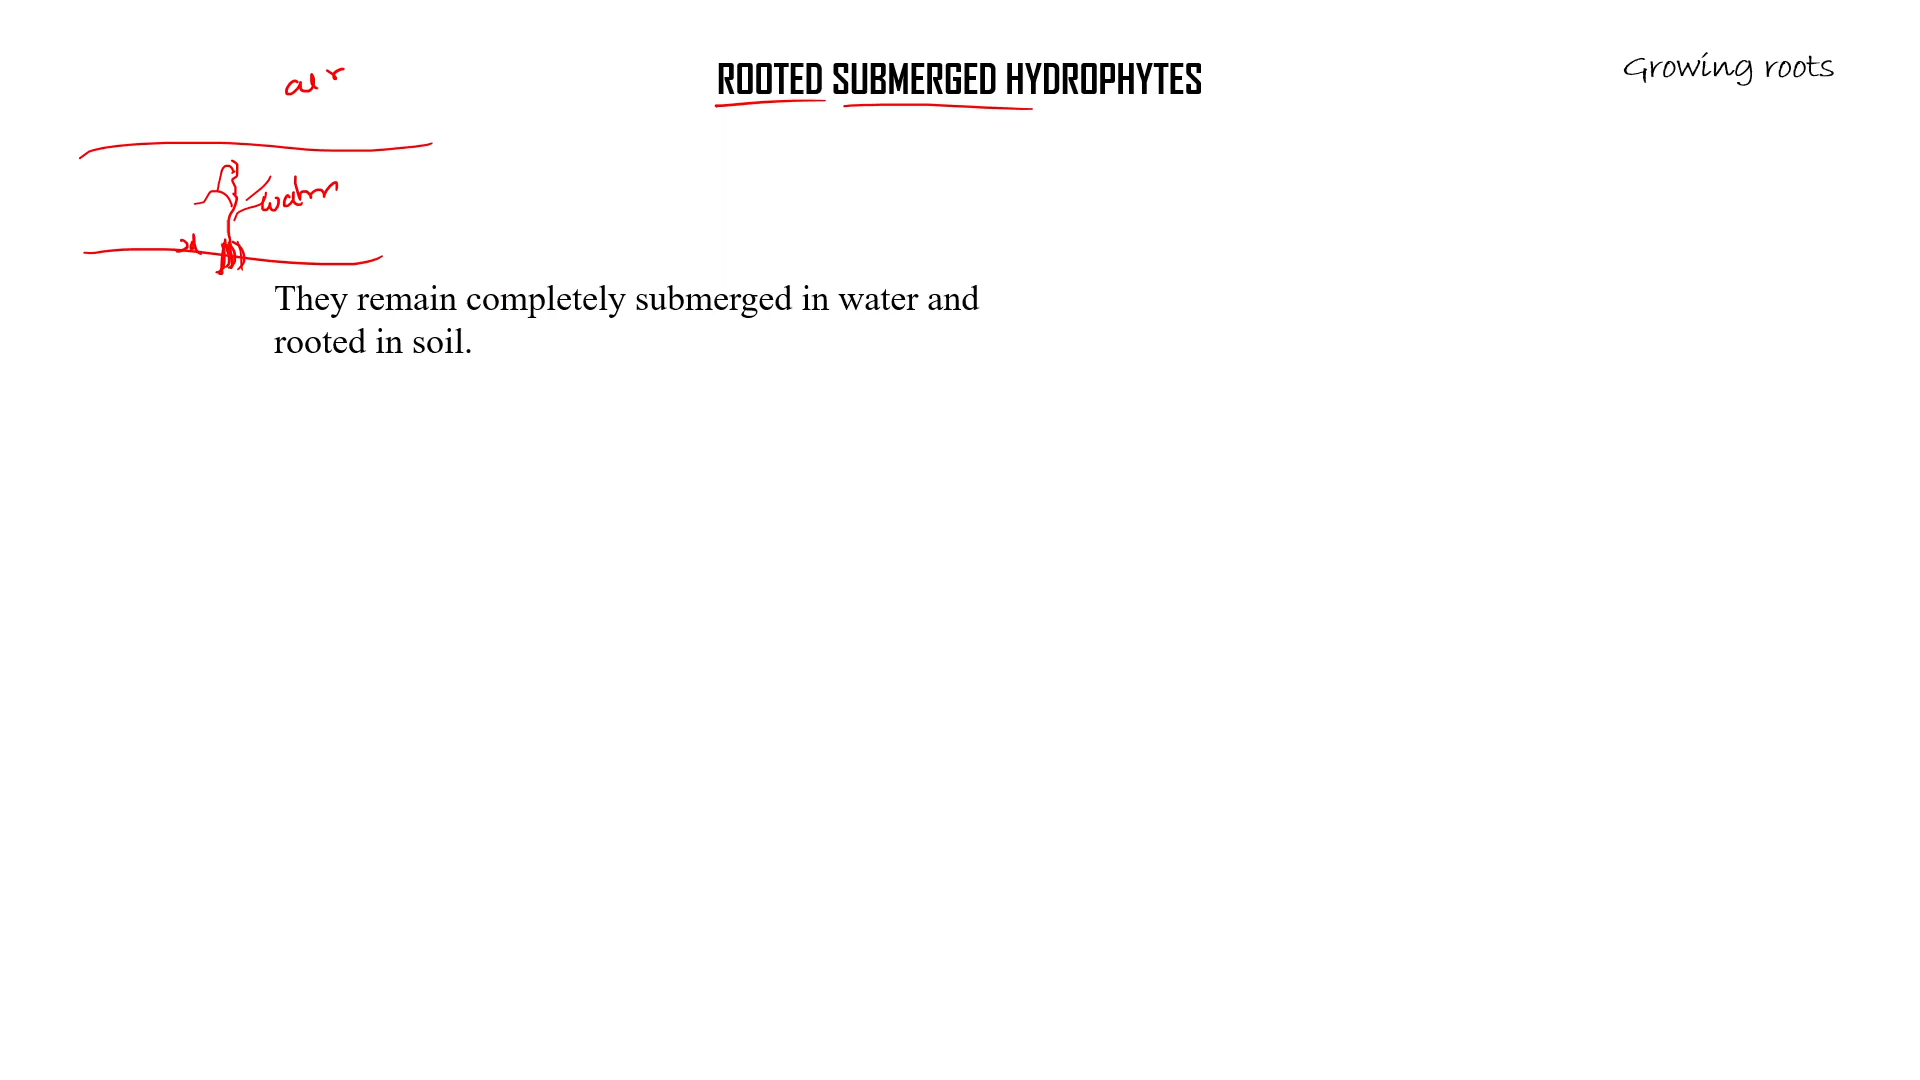 ROOTED SUBMERGED HYDROPHYTES
Growing roots
air
water
They remain completely submerged in water and
rooted in soil.